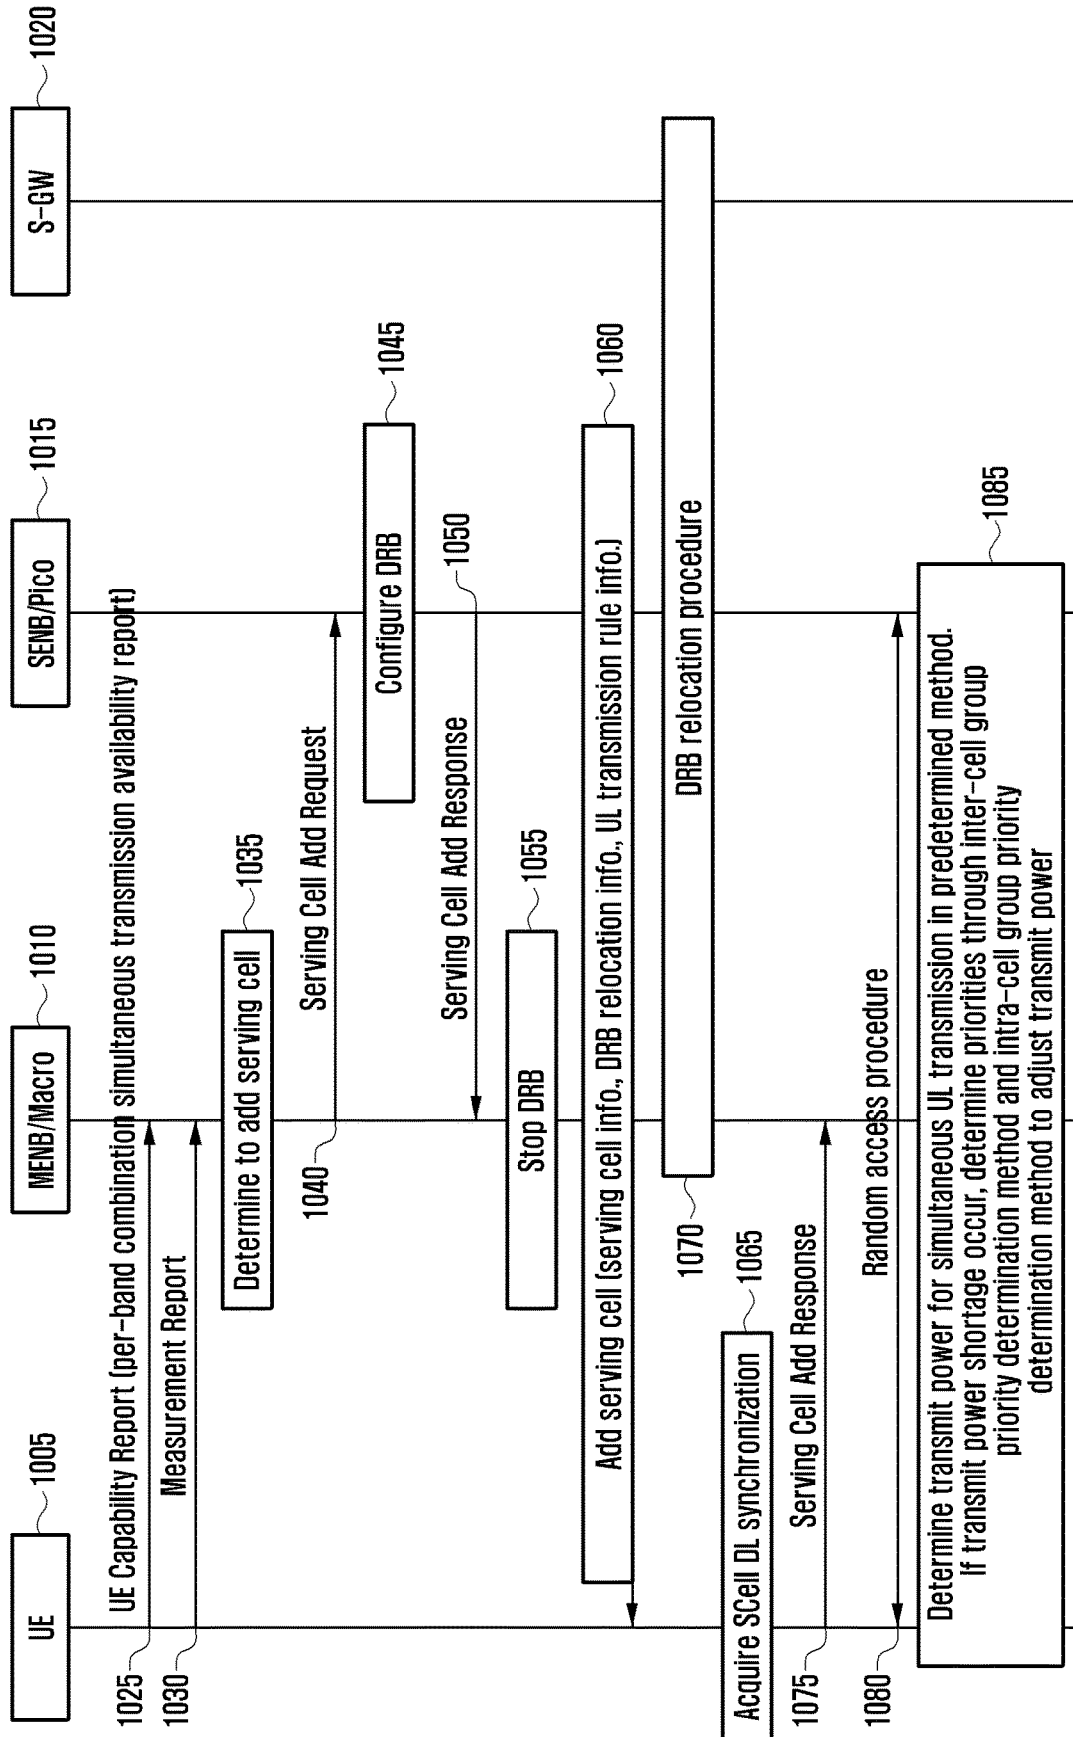 UE
1005
MENB/Macro
1010
SENB/Pico
1015
S-GW
1020
UE Capability Report (per-band combination simultaneous transmission availability report)
1025
Measurement Report
1030
Determine to add serving cell
1035
Serving Cell Add Request
1040
Configure DRB
1045
Serving Cell Add Response
1050
Stop DRB
1055
Add serving cell (serving cell info., DRB relocation info., UL transmission rule info.)
1060
DRB relocation procedure
1070
Acquire SCell DL synchronization
1065
Serving Cell Add Response
1075
Random access procedure
1080
Determine transmit power for simultaneous UL transmission in predetermined method.
If transmit power shortage occur, determine priorities through inter-cell group
priority determination method and intra-cell group priority
determination method to adjust transmit power
1085